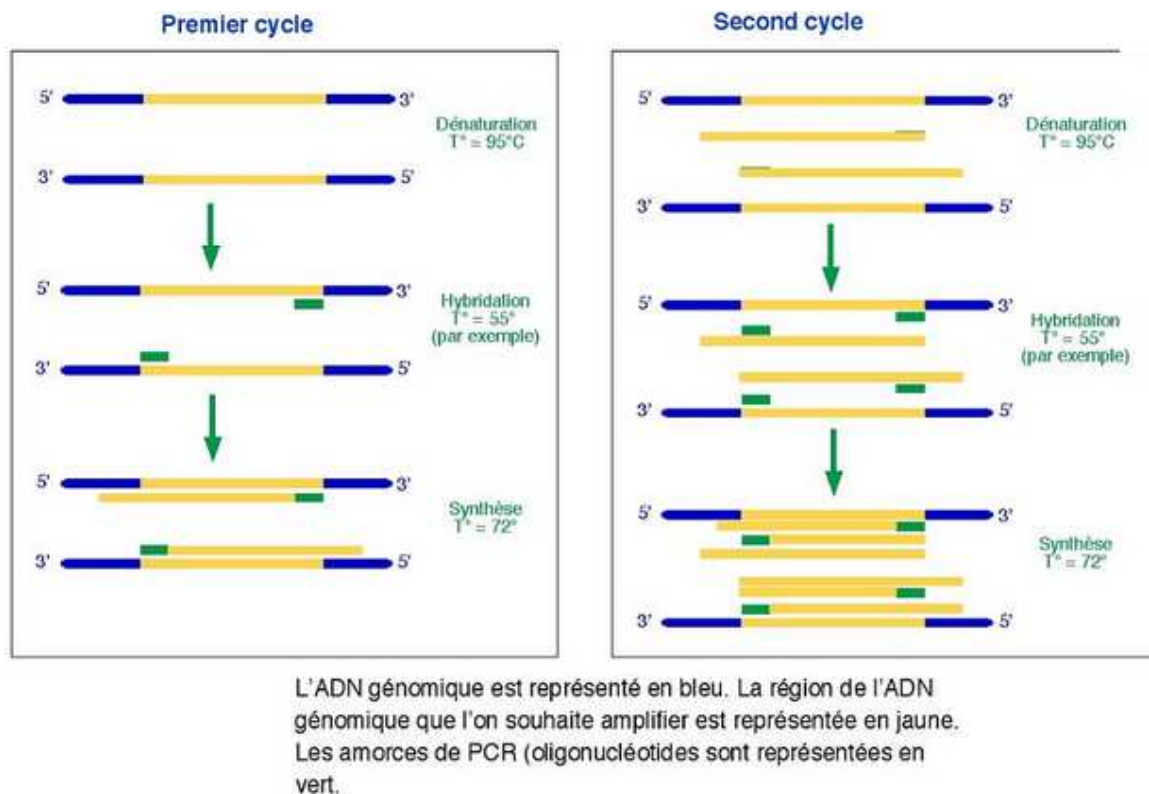 Premier cycle
Second cycle
5'
3'
Dénaturation
T° = 95°C
3'
5'
5'
3'
Hybridation
T° = 55°
(par exemple)
3'
5'
5'
3'
Synthèse
T° = 72°
3'
5'
5'
3'
Dénaturation
T° = 95°C
3'
5'
5'
3'
Hybridation
T° = 55°
(par exemple)
3'
5'
5'
3'
Synthèse
T° = 72°
3'
5'
L'ADN génomique est représenté en bleu. La région de l'ADN
génomique que l'on souhaite amplifier est représentée en jaune.
Les amorces de PCR (oligonucléotides sont représentées en
vert.